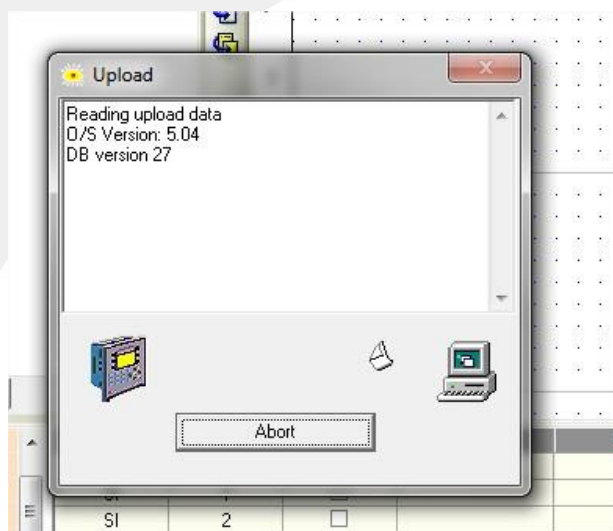 Upload
Reading upload data
O/S Version: 5.04
DB version 27
Abort
SI 2